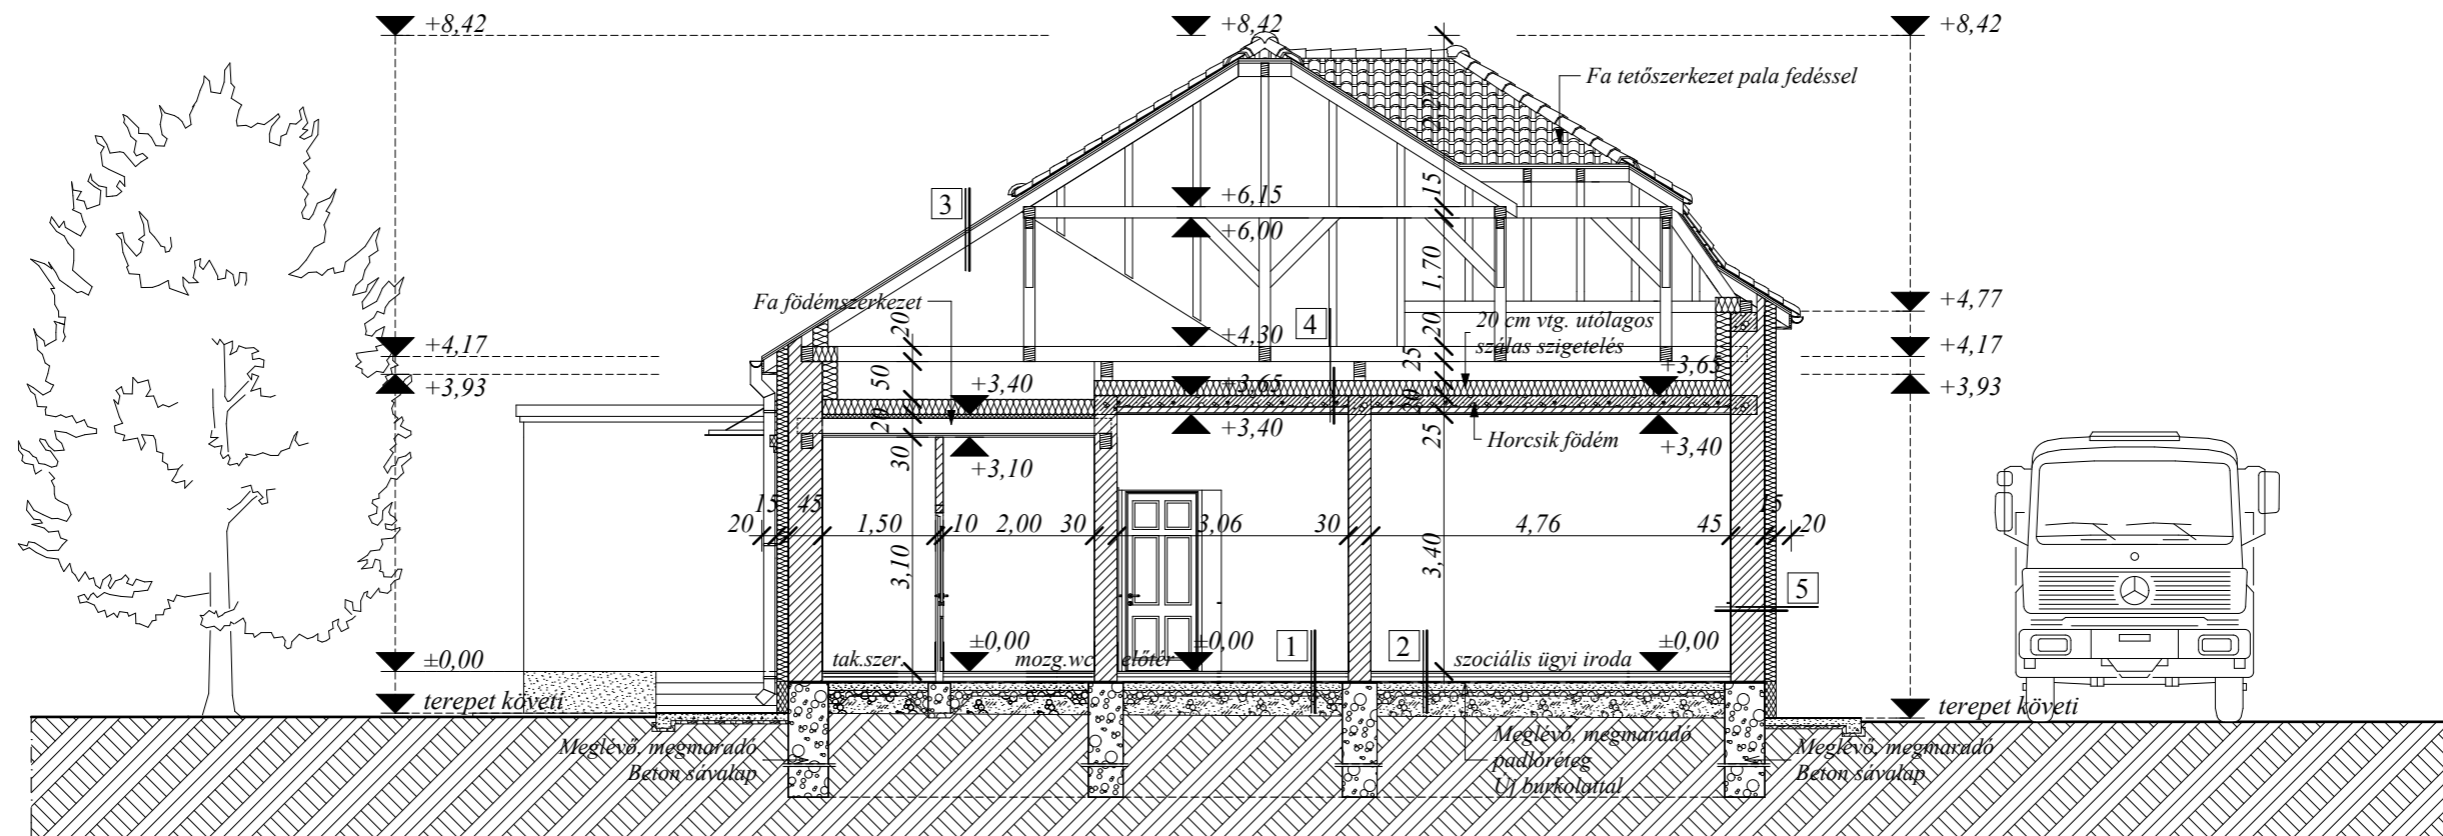 +8,42
+8,42
+8,42
Fa tetőszerkezet pala fedéssel
3
15
+6,15
+6,00
1,70
Fa födémszerkezet
+4,77
20
+4,30
4
20
20 cm vtg. utólagos
szálas szigetelés
+4,17
+4,17
+3,93
50
+3,40
+3,65
25
+3,65
+3,93
20
20
+3,40
25
Horcsik födém
+3,40
30
+3,10
20
15
45
1,50
10
2,00
30
3,06
30
4,76
45
15
20
3,10
3,40
5
±0,00
±0,00
±0,00
1
2
±0,00
tak.szer.
mozg.wc
előtér
szociális ügyi iroda
terepet követi
terepet követi
Meglévő, megmaradó
Beton sávalap
Meglévő, megmaradó
padlóréteg
Új burkolattal
Meglévő, megmaradó
Beton sávalap